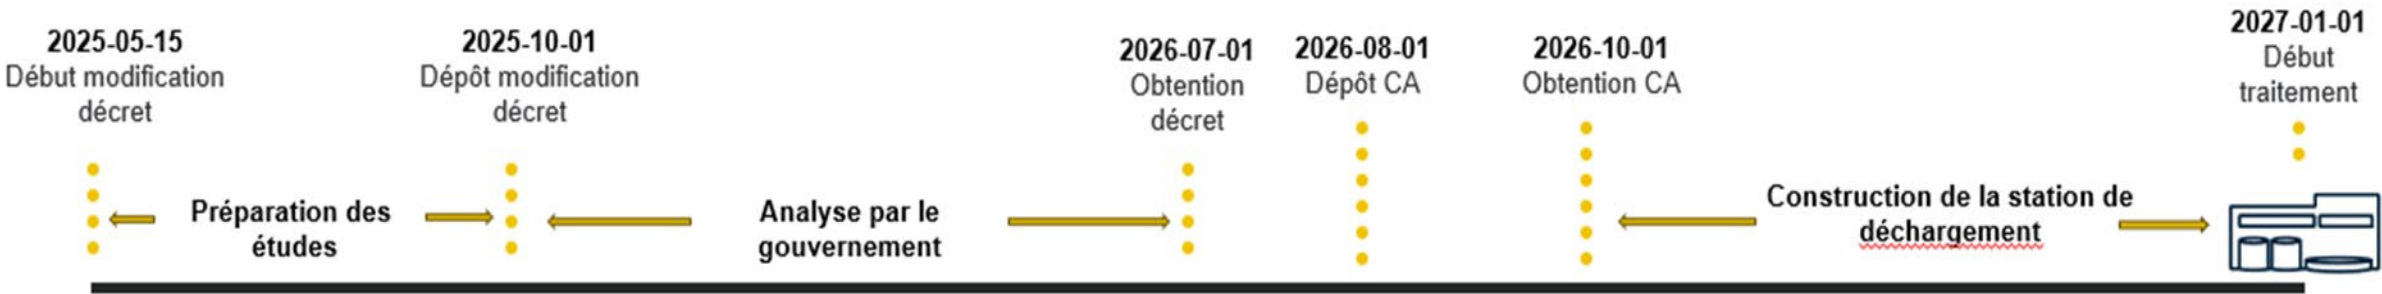 2025-05-15
Début modification
décret
2025-10-01
Dépôt modification
décret
2026-07-01
Obtention
décret
2026-08-01
Dépôt CA
2026-10-01
Obtention CA
2027-01-01
Début
traitement
Préparation des
études
Analyse par le
gouvernement
Construction de la station de
déchargement